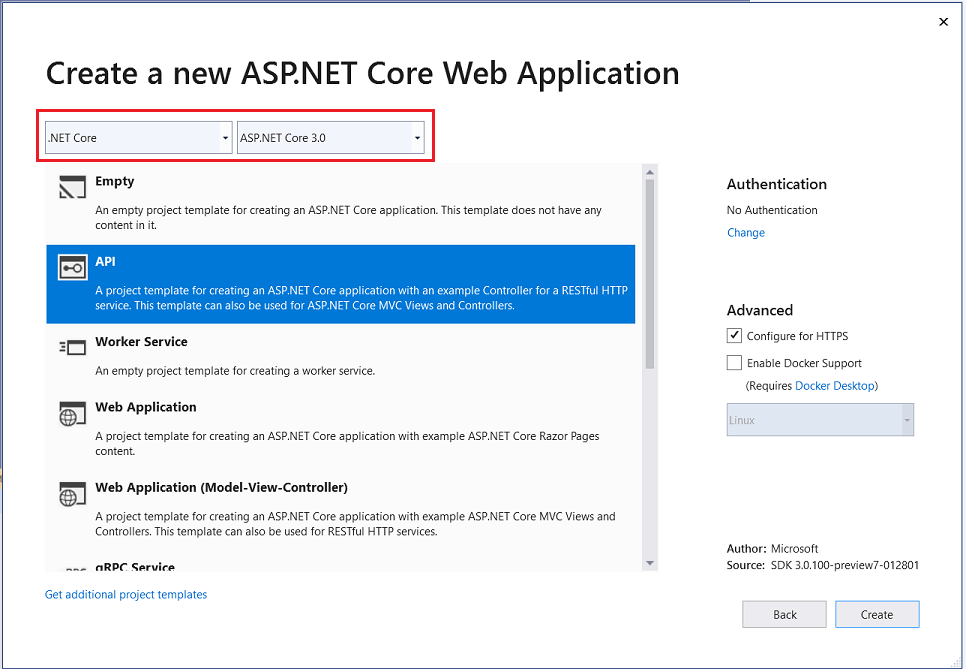 Create a new ASP.NET Core Web Application
.NET Core
ASP.NET Core 3.0
Empty
An empty project template for creating an ASP.NET Core application. This template does not have any
content in it.
API
A project template for creating an ASP.NET Core application with an example Controller for a RESTful HTTP
service. This template can also be used for ASP.NET Core MVC Views and Controllers.
Worker Service
An empty project template for creating a worker service.
Web Application
A project template for creating an ASP.NET Core application with example ASP.NET Core Razor Pages
content.
Web Application (Model-View-Controller)
A project template for creating an ASP.NET Core application with example ASP.NET Core MVC Views and
Controllers. This template can also be used for RESTful HTTP services.
gRPC Service
Get additional project templates
Authentication
No Authentication
Change
Advanced
Configure for HTTPS
Enable Docker Support
(Requires Docker Desktop)
Linux
Author: Microsoft
Source: SDK 3.0.100-preview7-012801
Back
Create